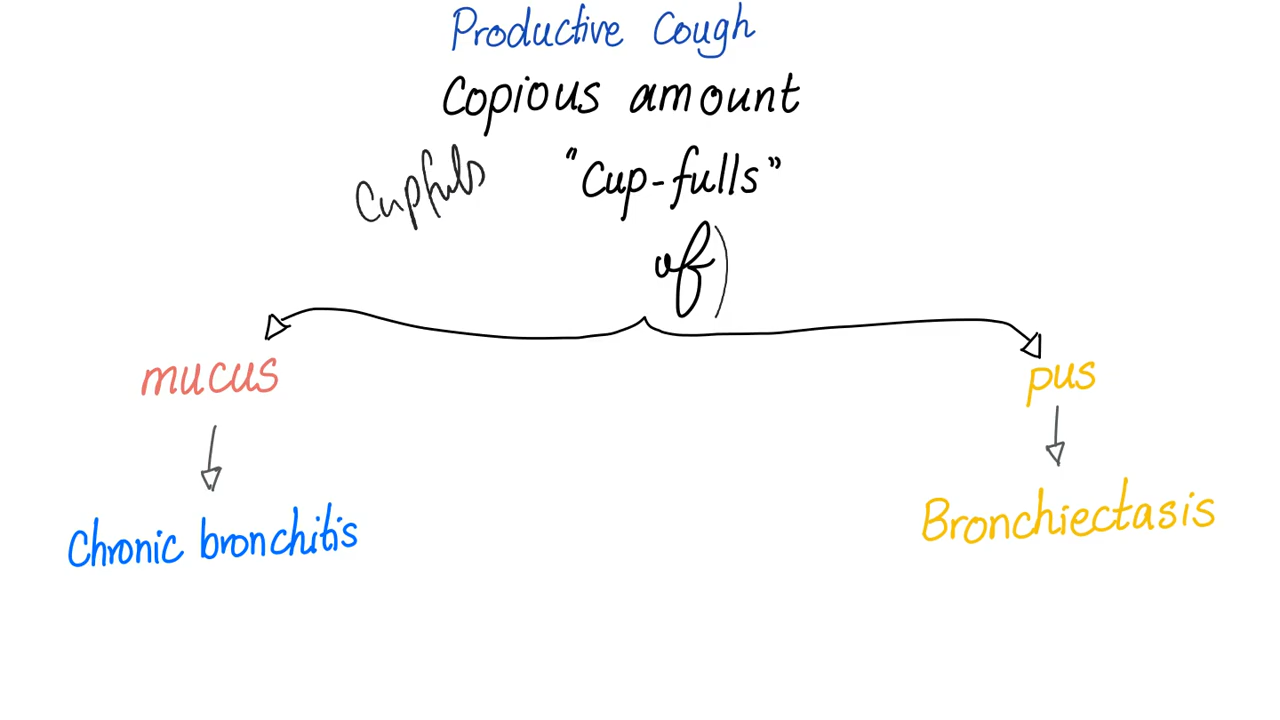 Productive Cough
Copious amount
Cupfuls "Cup-fulls"
of)
mucus pus
Chronic bronchitis Bronchiectasis